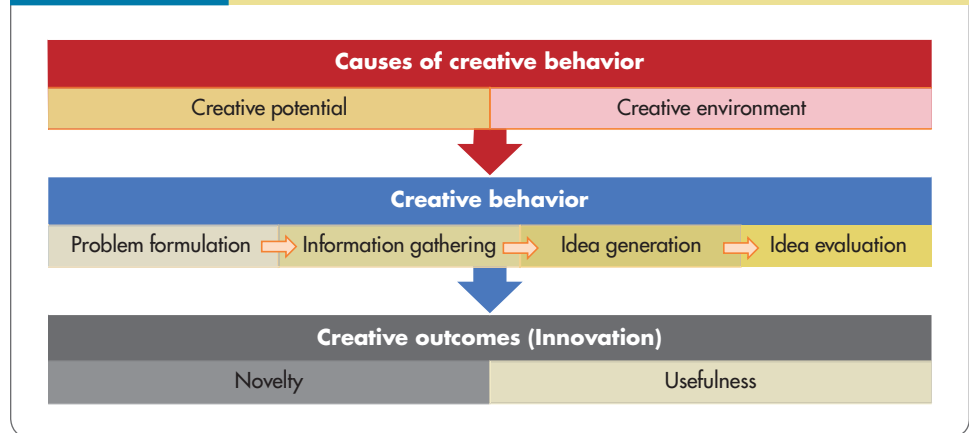 Causes of creative behavior
Creative potential Creative environment
Creative behavior
Problem formulation Information gathering Idea generation Idea evaluation
Creative outcomes (Innovation)
Novelty Usefulness